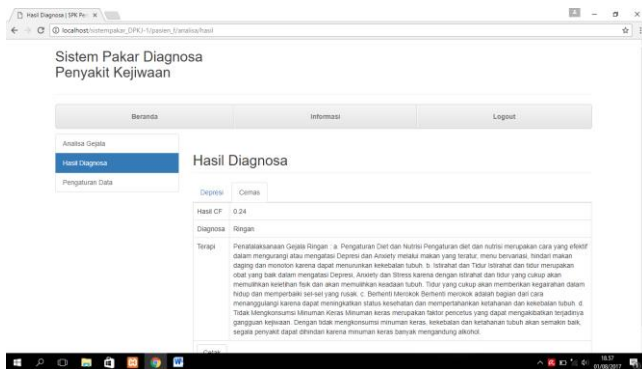 Hasil Diagnosa | SPK Pe
localhost/sistempakar_DPKJ-1/pasien_t/analisa/hasil
Sistem Pakar Diagnosa
Penyakit Kejiwaan
Beranda
Informasi
Logout
Analisa Gejala
Hasil Diagnosa
Pengaturan Data
Hasil Diagnosa
Depresi
Cemas
Hasil CF 0.24
Diagnosa Ringan
Terapi Penatalaksanaan Gejala Ringan : a. Pengaturan Diet dan Nutrisi Pengaturan diet dan nutrisi merupakan cara yang efektif
dalam mengurangi atau mengatasi Depresi dan Anxiety melalui makan yang teratur, menu bervariasi, hindari makan
daging dan monoton karena dapat menurunkan kekebalan tubuh. b. Istirahat dan Tidur Istirahat dan tidur merupakan
obat yang baik dalam mengatasi Depresi, Anxiety dan Stress karena dengan istirahat dan tidur yang cukup akan
memulihkan keletihan fisik dan akan memulihkan keadaan tubuh. Tidur yang cukup akan memberikan kegairahan dalam
hidup dan memperbaiki sel-sel yang rusak. c. Berhenti Merokok Berhenti merokok adalah bagian dari cara
menanggulangi karena dapat meningkatkan status kesehatan dan mempertahankan ketahanan dan kekebalan tubuh. d.
Tidak Mengkonsumsi Minuman Keras Minuman keras merupakan faktor pencetus yang dapat mengakibatkan terjadinya
gangguan kejiwaan. Dengan tidak mengkonsumsi minuman keras, kekebalan dan ketahanan tubuh akan semakin baik,
segala penyakit dapat dihindari karena minuman keras banyak mengandung alkohol.
Cetak
18.37
01/08/2017